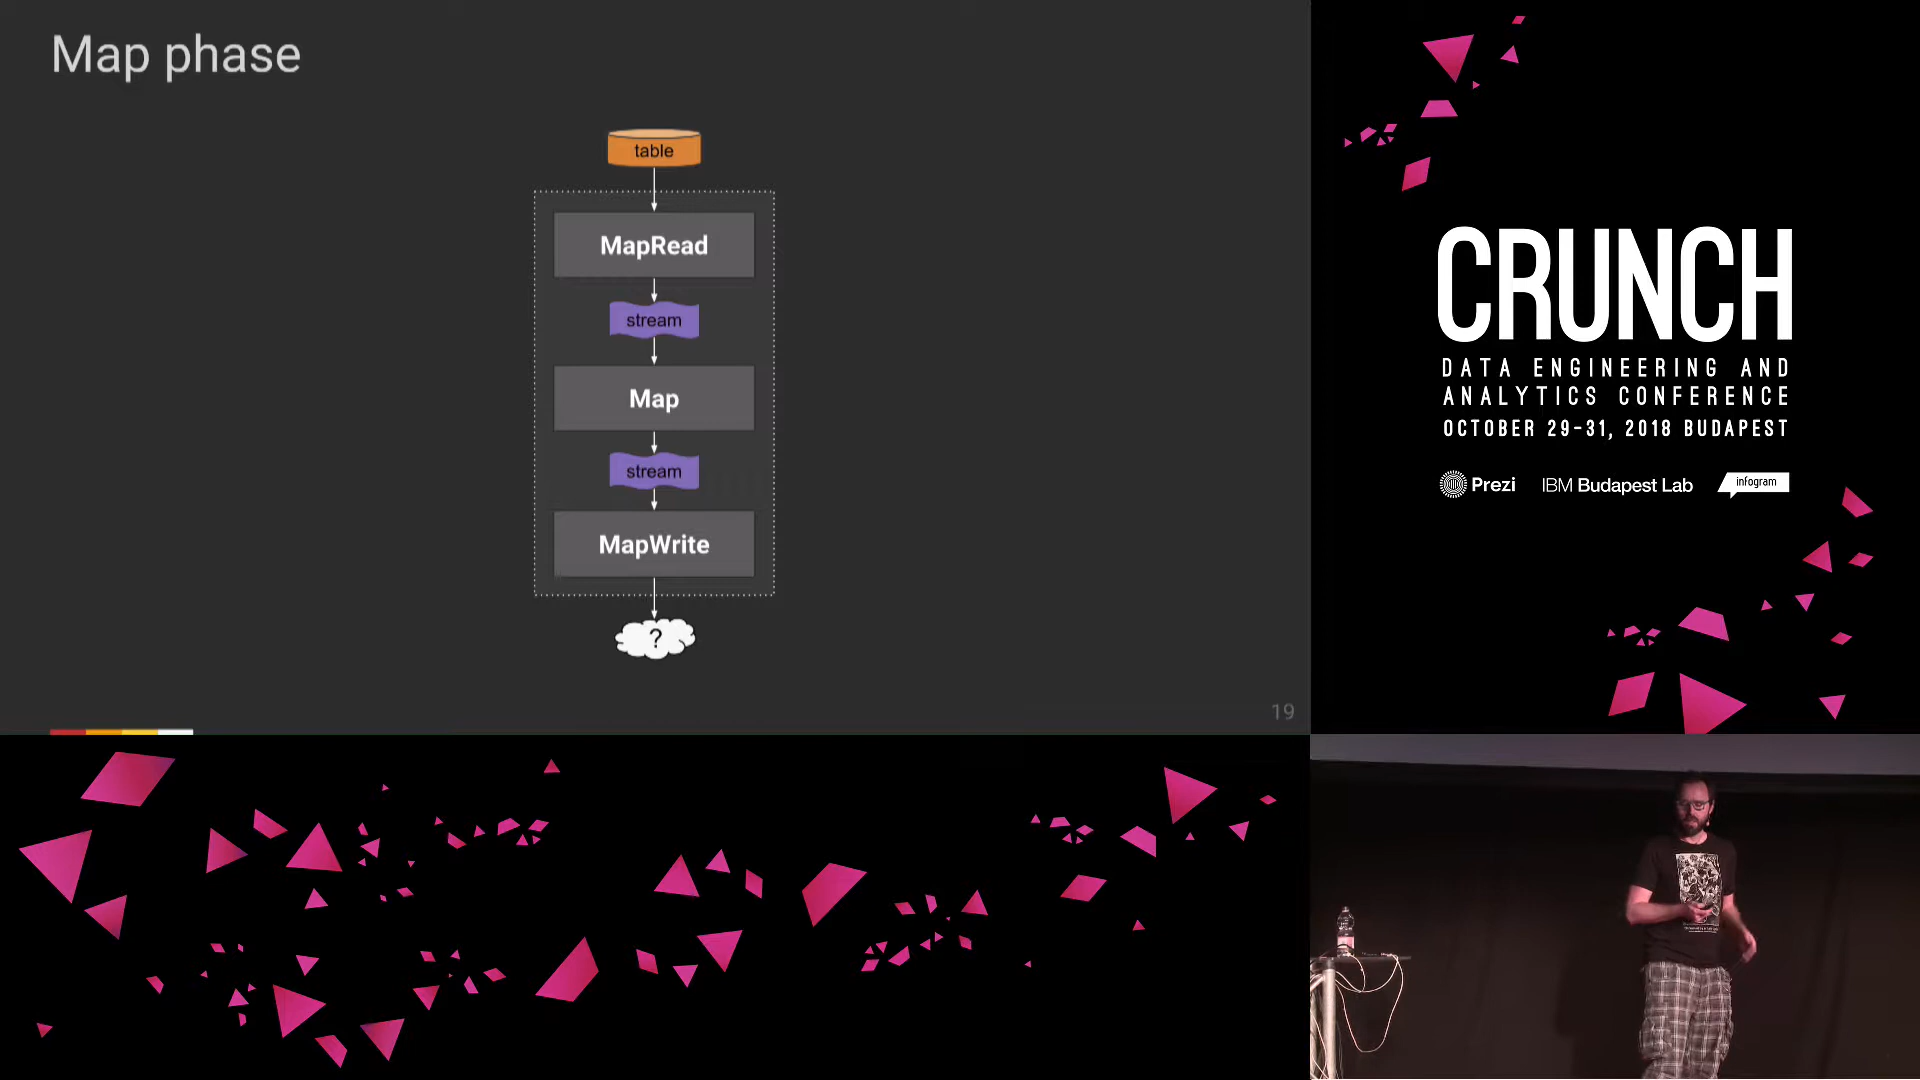 Map phase
table
MapRead
stream
Map
stream
MapWrite
?
19
CRUNCH
DATA ENGINEERING AND
ANALYTICS CONFERENCE
OCTOBER 29-31, 2018 BUDAPEST
Prezi
IBM Budapest Lab
infogram